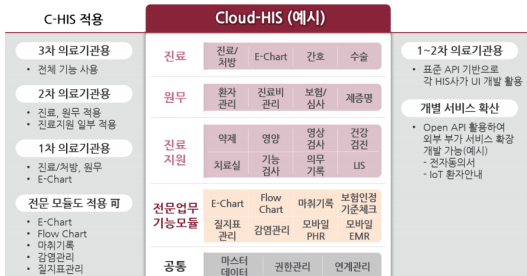 C-HIS 적용
3차 의료기관용
• 전체 기능 사용
2차 의료기관용
• 진료, 원무 적용
• 진료지원 일부 적용
1차 의료기관용
• 진료/처방, 원무
• E-Chart
전문 모듈도 적용 可
• E-Chart
• Flow Chart
• 마취기록
• 감염관리
• 질지표관리
Cloud-HIS (예시)
진료
진료/
처방
E-Chart
간호
수술
원무
환자
관리
진료비
관리
보험/
심사
제증명
진료
지원
약제
영양
영상
검사
건강
검진
치료실
기능
검사
의무
기록
LIS
전문업무
기능모듈
E-Chart
Flow
Chart
마취기록
보험인정
기준체크
질지표
관리
감염관리
모바일
PHR
모바일
EMR
공통
마스터
데이터
권한관리
연계관리
1~2차 의료기관용
• 표준 API 기반으로
각 HIS사가 UI 개발 활용
개별 서비스 확산
• Open API 활용하여
외부 부가 서비스 확장
개발 가능(예시)
- 전자동의서
- IoT 환자안내